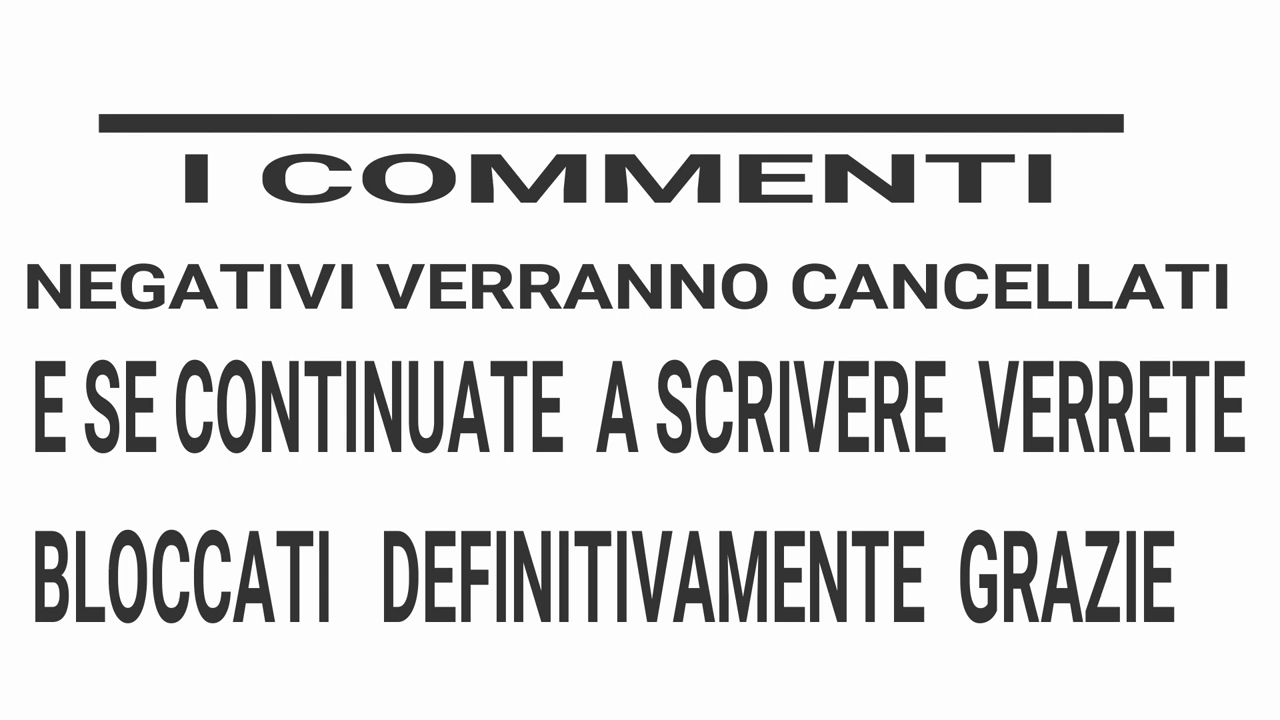 I COMMENTI
NEGATIVI VERRANNO CANCELLATI
E SE CONTINUATE A SCRIVERE VERRETE
BLOCCATI DEFINITIVAMENTE GRAZIE